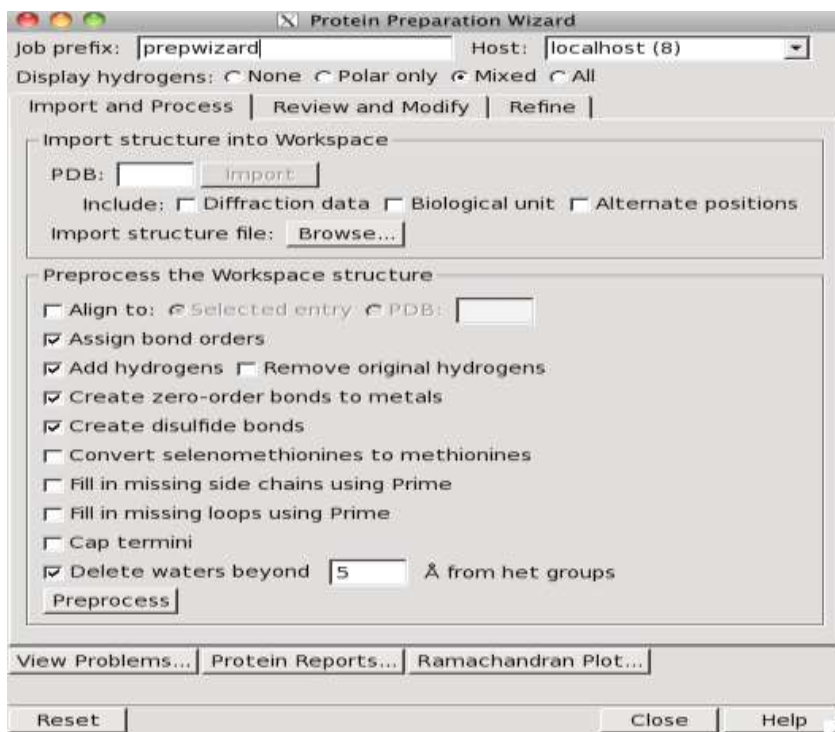 Protein Preparation Wizard
Job prefix: prepwizard Host: localhost (8)
Display hydrogens: None Polar only Mixed All
Import and Process Review and Modify Refine
Import structure into Workspace
PDB: Import
Include: Diffraction data Biological unit Alternate positions
Import structure file: Browse...
Preprocess the Workspace structure
Align to: Selected entry PDB:
Assign bond orders
Add hydrogens Remove original hydrogens
Create zero-order bonds to metals
Create disulfide bonds
Convert selenomethionines to methionines
Fill in missing side chains using Prime
Fill in missing loops using Prime
Cap termini
Delete waters beyond 5 Å from het groups
Preprocess
View Problems... Protein Reports... Ramachandran Plot...
Reset Close Help